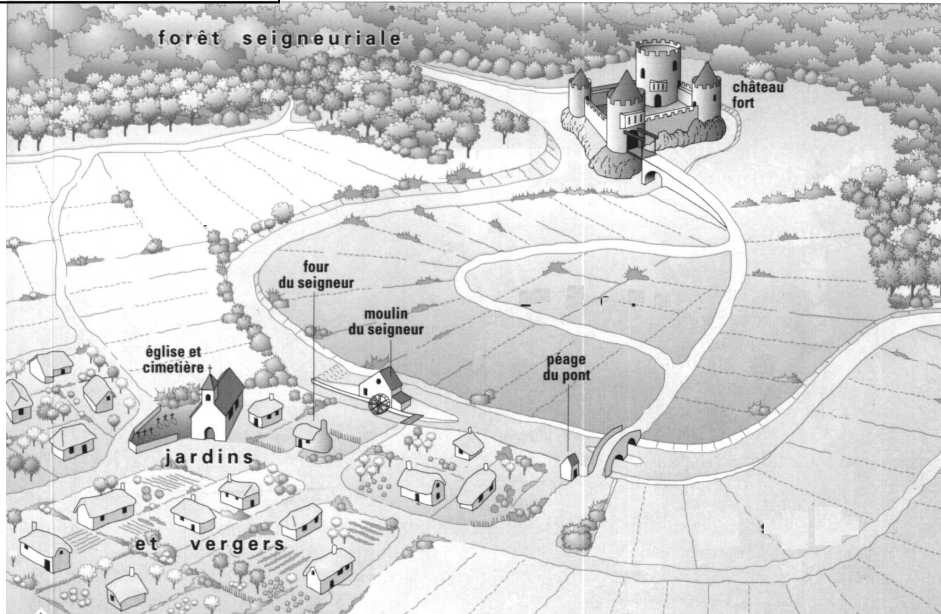 forêt seigneuriale
château
fort
four
du seigneur
moulin
du seigneur
église et
cimetière
péage
du pont
jardins
et vergers